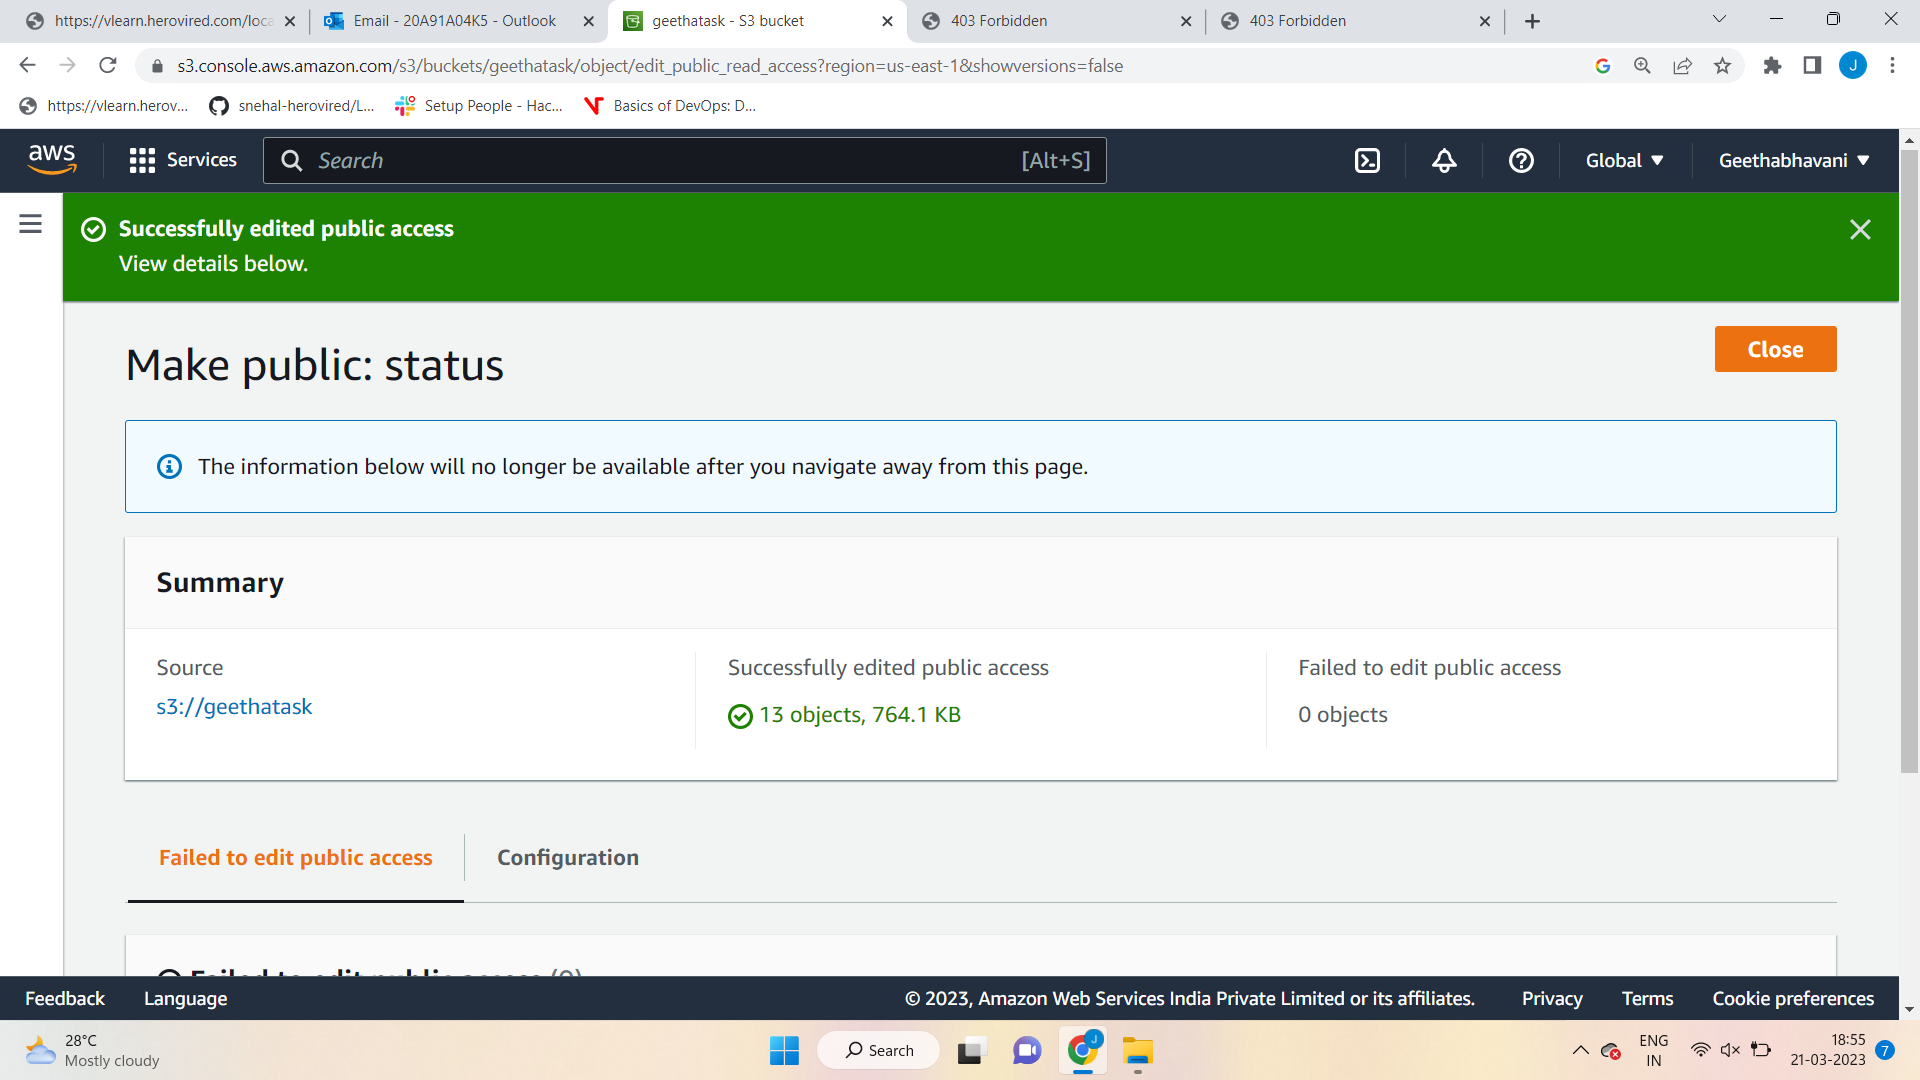 https://vlearn.herovired.com/loca
Email - 20A91A04K5 - Outlook
geethatask - S3 bucket
403 Forbidden
403 Forbidden
s3.console.aws.amazon.com/s3/buckets/geethatask/object/edit_public_read_access?region=us-east-1&showversions=false
J
https://vlearn.herov...
snehal-herovired/L...
Setup People - Hac...
Basics of DevOps: D...
aws
Services
Search
[Alt+S]
Global
Geethabhavani
Successfully edited public access
View details below.
Make public: status
Close
The information below will no longer be available after you navigate away from this page.
Summary
Source
s3://geethatask
Successfully edited public access
13 objects, 764.1 KB
Failed to edit public access
0 objects
Failed to edit public access
Configuration
Failed to edit public access (0)
Feedback
Language
© 2023, Amazon Web Services India Private Limited or its affiliates.
Privacy
Terms
Cookie preferences
28°C
Mostly cloudy
Search
J
ENG
IN
18:55
21-03-2023
7